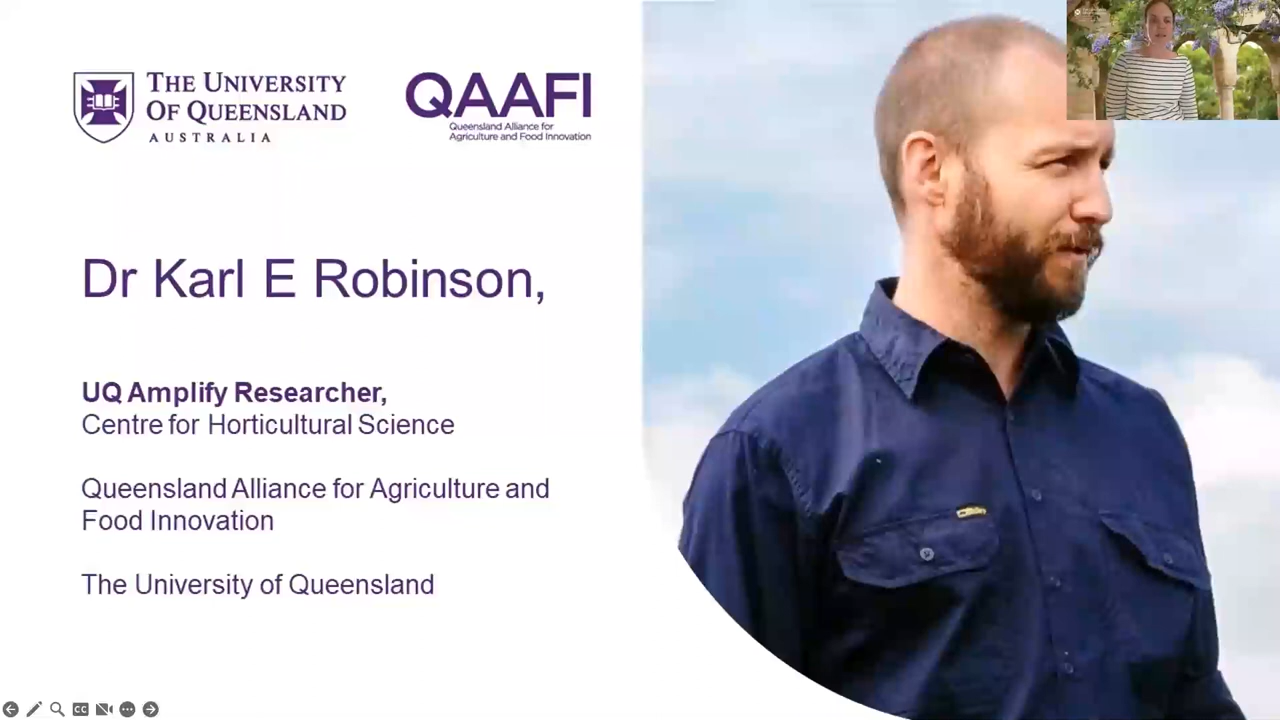 THE UNIVERSITY
OF QUEENSLAND
AUSTRALIA
QAAFI
Queensland Alliance for
Agriculture and Food Innovation
Dr Karl E Robinson,
UQ Amplify Researcher,
Centre for Horticultural Science
Queensland Alliance for Agriculture and
Food Innovation
The University of Queensland
CC